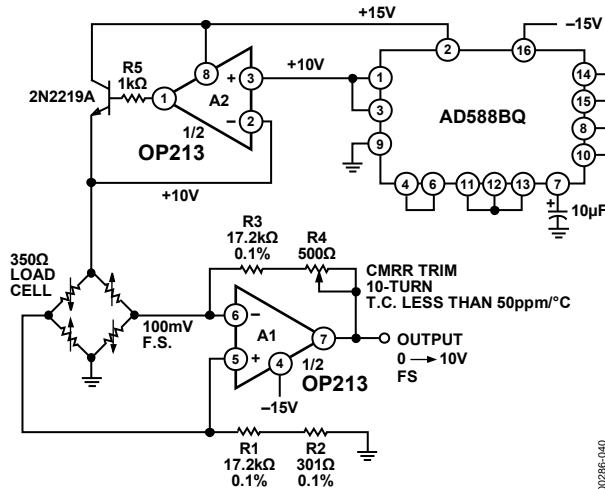 +15V
–15V
R5
1kΩ
2N2219A
8
1
+
3
A2
–
2
1/2
OP213
+10V
+10V
2
16
1
3
9
14
15
8
10
AD588BQ
4
6
11
12
13
7
+
10µF
350Ω
LOAD
CELL
R3
17.2kΩ
0.1%
R4
500Ω
CMRR TRIM
10-TURN
T.C. LESS THAN 50ppm/°C
100mV
F.S.
6
–
A1
7
5
+
4
1/2
OP213
–15V
OUTPUT
0 → 10V
FS
R1
17.2kΩ
0.1%
R2
301Ω
0.1%
00286-040